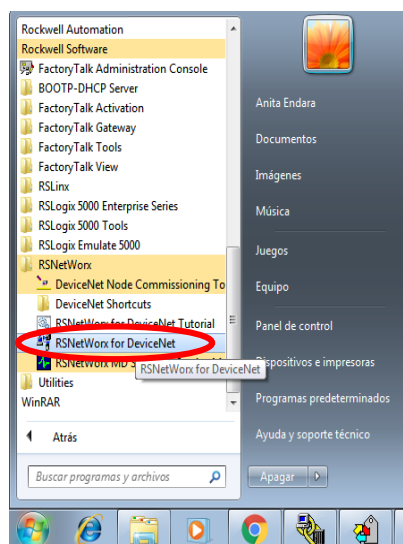 Rockwell Automation
Rockwell Software
FactoryTalk Administration Console
BOOTP-DHCP Server
FactoryTalk Activation
FactoryTalk Gateway
FactoryTalk Tools
FactoryTalk View
RSLinx
RSLogix 5000 Enterprise Series
RSLogix 5000 Tools
RSLogix Emulate 5000
RSNetWorx
DeviceNet Node Commissioning To
DeviceNet Shortcuts
RSNetWorx for DeviceNet Tutorial
RSNetWorx for DeviceNet
RSNetWorx MD
RSNetWorx for DeviceNet
Utilities
WinRAR
Atrás
Buscar programas y archivos
Anita Endara
Documentos
Imágenes
Música
Juegos
Equipo
Panel de control
Dispositivos e impresoras
Programas predeterminados
Ayuda y soporte técnico
Apagar